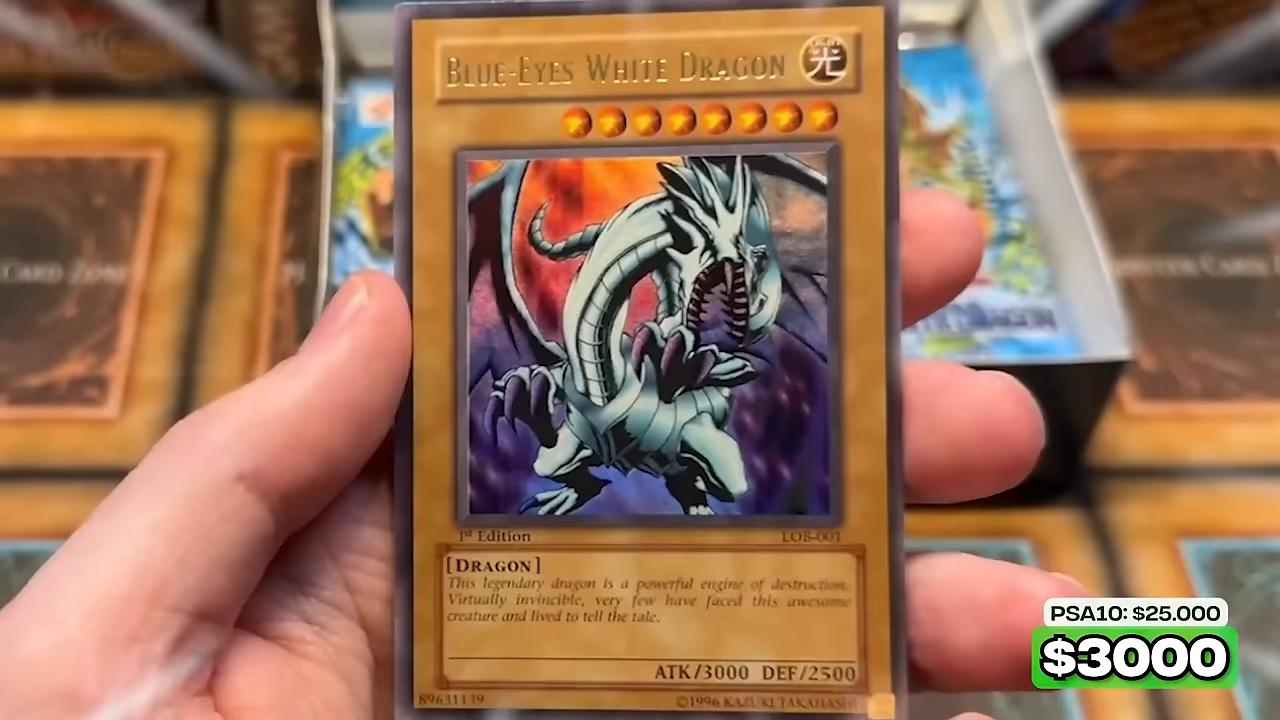 BLUE-EYES WHITE DRAGON
光
1st Edition
LOB-001
[DRAGON]
This legendary dragon is a powerful engine of destruction.
Virtually invincible, very few have faced this awesome
creature and lived to tell the tale.
ATK/3000 DEF/2500
89631139
©1996 KAZUKI TAKAHASHI
CARD ZONE
PSA10: $25.000
$3000